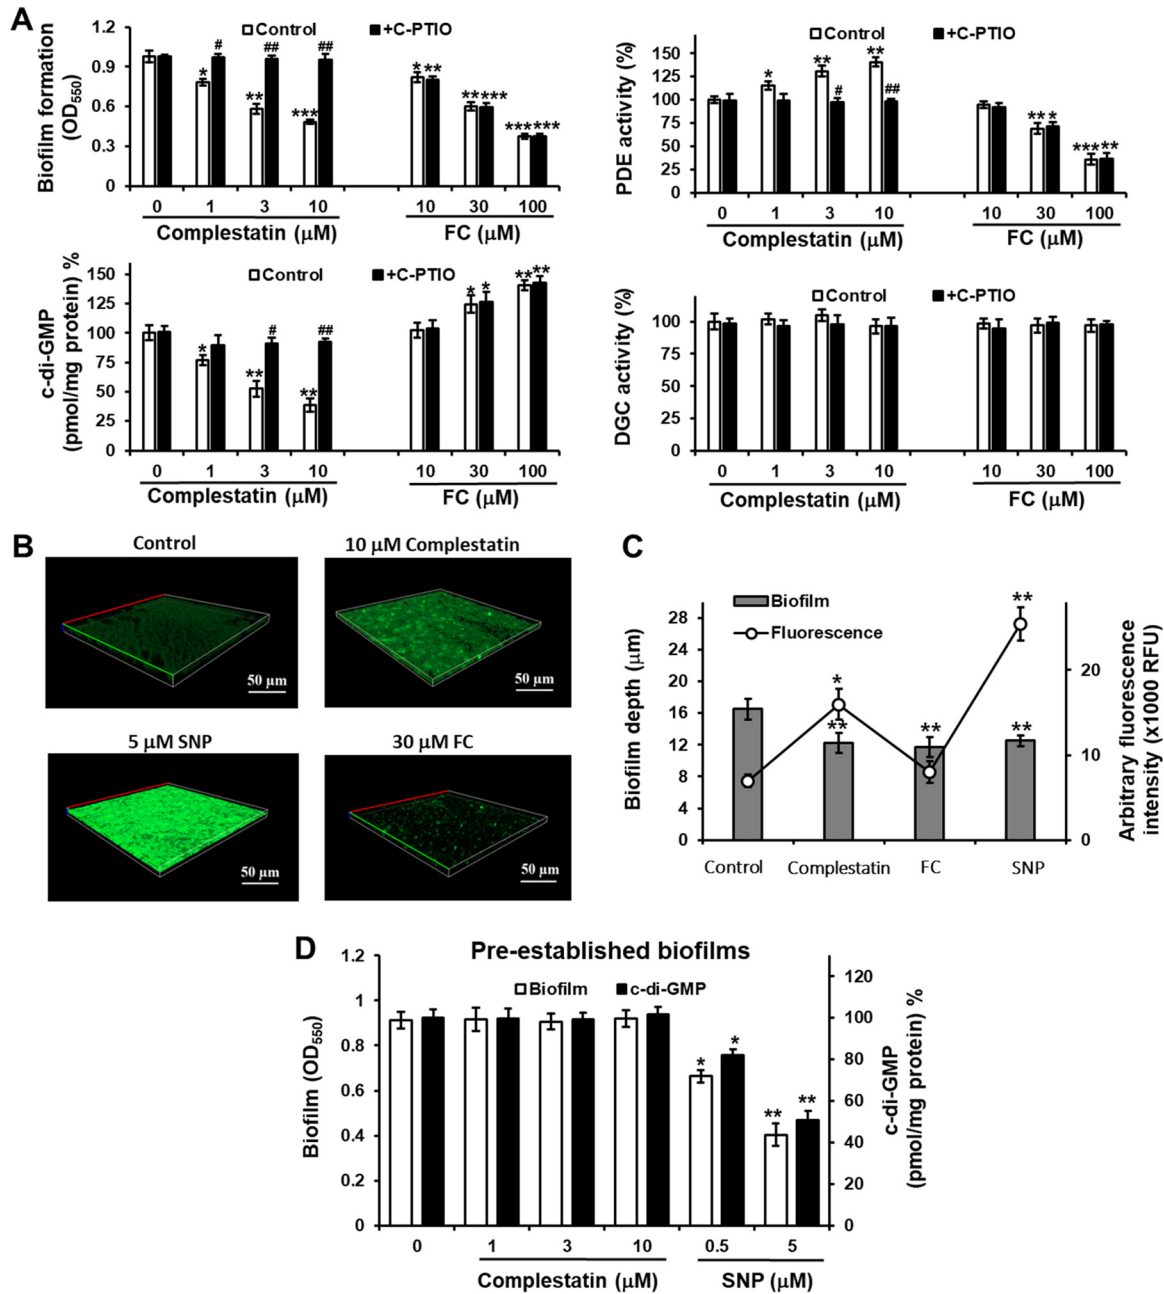 A
Control
+C-PTIO
Biofilm formation
(OD550)
1.2
0.9
0.6
0.3
0
* # ** ## *** ## * ** ** *** *** ***
0 1 3 10 10 30 100
Complestatin (μM) FC (μM)
Control
+C-PTIO
PDE activity (%)
150
125
100
75
50
25
0
* ** # ** ## ** * *** **
0 1 3 10 10 30 100
Complestatin (μM) FC (μM)
Control
+C-PTIO
c-di-GMP
(pmol/mg protein) %
150
125
100
75
50
25
0
* ** # ** ## * * ** **
0 1 3 10 10 30 100
Complestatin (μM) FC (μM)
Control
+C-PTIO
DGC activity (%)
100
75
50
25
0
0 1 3 10 10 30 100
Complestatin (μM) FC (μM)
B
Control
50 μm
10 μM Complestatin
50 μm
5 μM SNP
50 μm
30 μM FC
50 μm
C
Biofilm
Fluorescence
Biofilm depth (μm)
28
24
20
16
12
8
4
0
* ** ** ** **
20
10
0
Arbitrary fluorescence
intensity (x1000 RFU)
Control Complestatin FC SNP
D
Pre-established biofilms
Biofilm
c-di-GMP
Biofilm (OD550)
1.2
1
0.8
0.6
0.4
0.2
0
* * ** **
120
100
80
60
40
20
0
c-di-GMP
(pmol/mg protein) %
0 1 3 10 0.5 5
Complestatin (μM) SNP (μM)